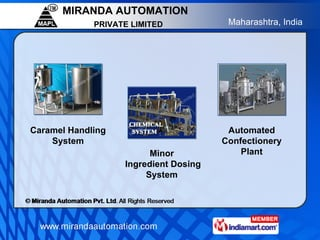 MIRANDA AUTOMATION
PRIVATE LIMITED
Maharashtra, India
MAPL
TM
CHEMICAL
SYSTEM
Caramel Handling
System
Minor
Ingredient Dosing
System
Automated
Confectionery
Plant
© Miranda Automation Pvt. Ltd. All Rights Reserved
www.mirandaautomation.com
MEMBER
indiamart.com